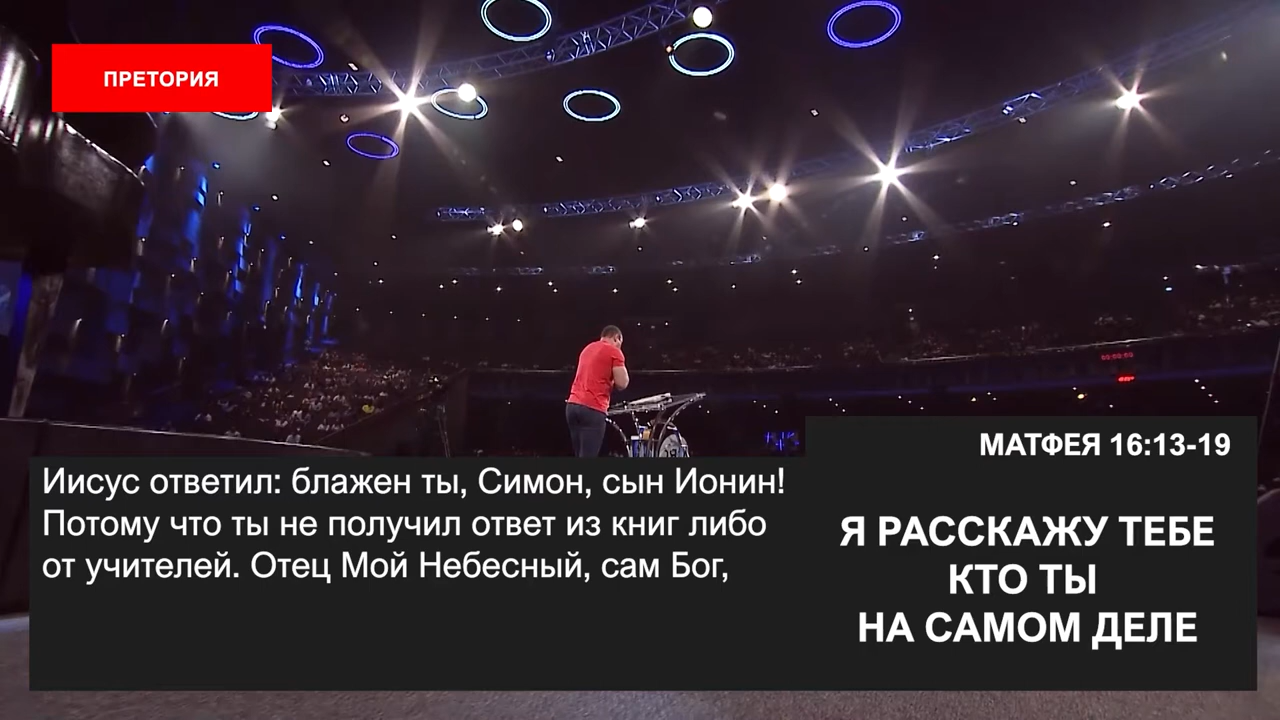 ПРЕТОРИЯ
МАТФЕЯ 16:13-19
Иисус ответил: блажен ты, Симон, сын Ионин!
Потому что ты не получил ответ из книг либо
от учителей. Отец Мой Небесный, сам Бог,
Я РАССКАЖУ ТЕБЕ
КТО ТЫ
НА САМОМ ДЕЛЕ